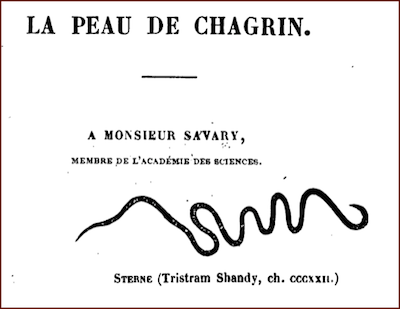 LA PEAU DE CHAGRIN.
A MONSIEUR SAVARY,
MEMBRE DE L'ACADÉMIE DES SCIENCES.
STERNE (Tristram Shandy, ch. CCCXXII.)